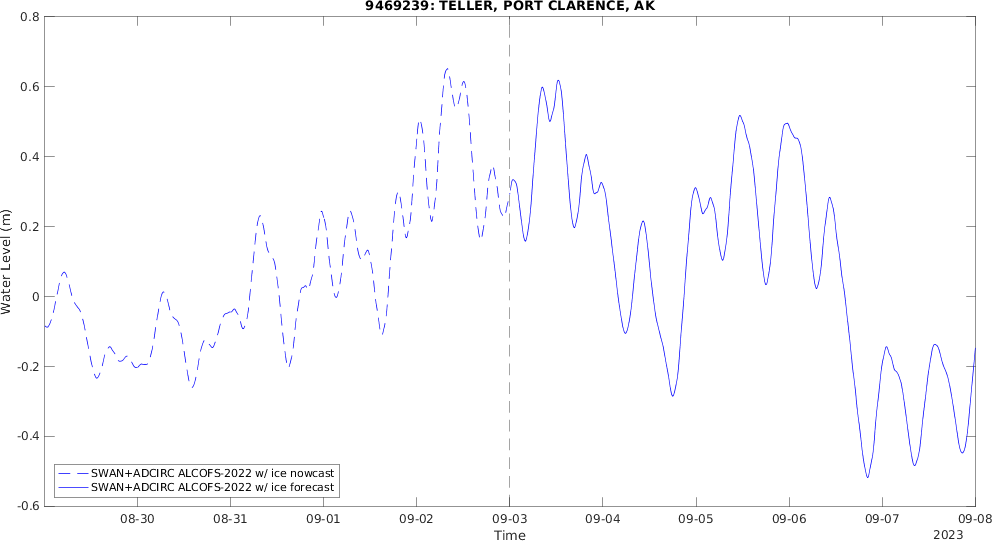 9469239: TELLER, PORT CLARENCE, AK
Water Level (m)
0.8
0.6
0.4
0.2
0
-0.2
-0.4
-0.6
SWAN+ADCIRC ALCOFS-2022 w/ ice nowcast
SWAN+ADCIRC ALCOFS-2022 w/ ice forecast
08-30 08-31 09-01 09-02 09-03 09-04 09-05 09-06 09-07 09-08
Time
2023